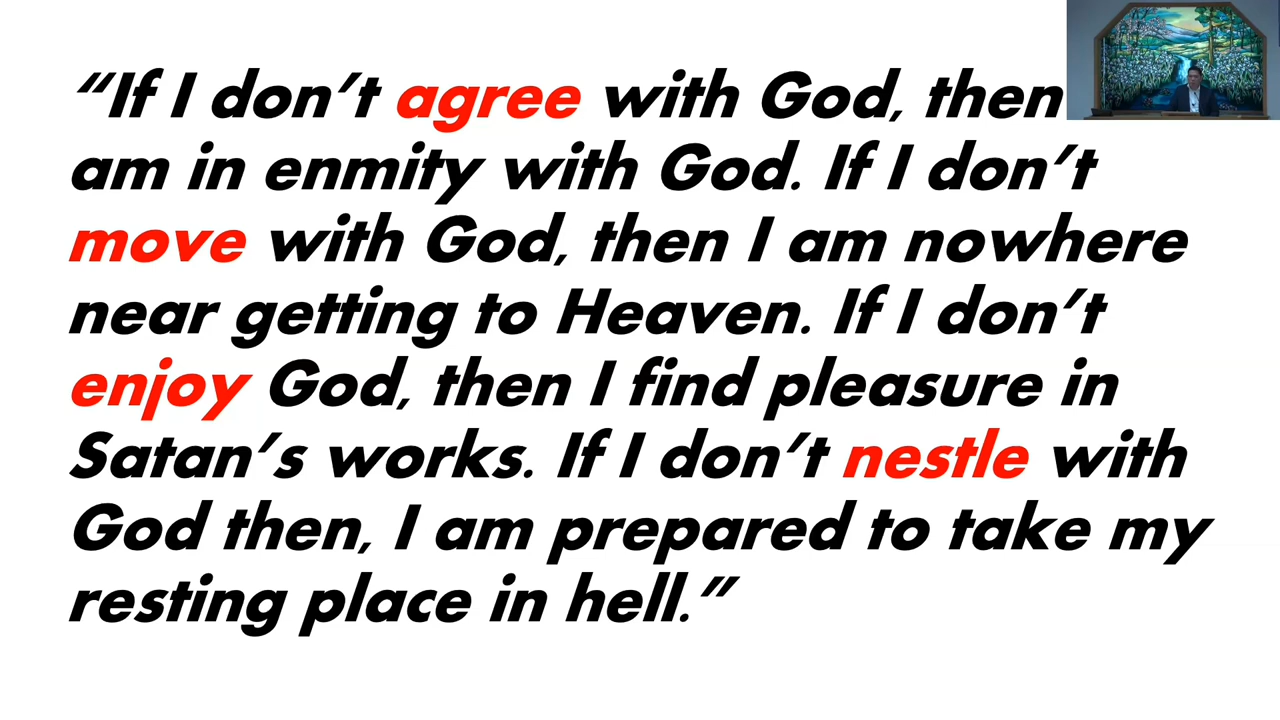 “If I don’t agree with God, then
am in enmity with God. If I don’t
move with God, then I am nowhere
near getting to Heaven. If I don’t
enjoy God, then I find pleasure in
Satan’s works. If I don’t nestle with
God then, I am prepared to take my
resting place in hell.”